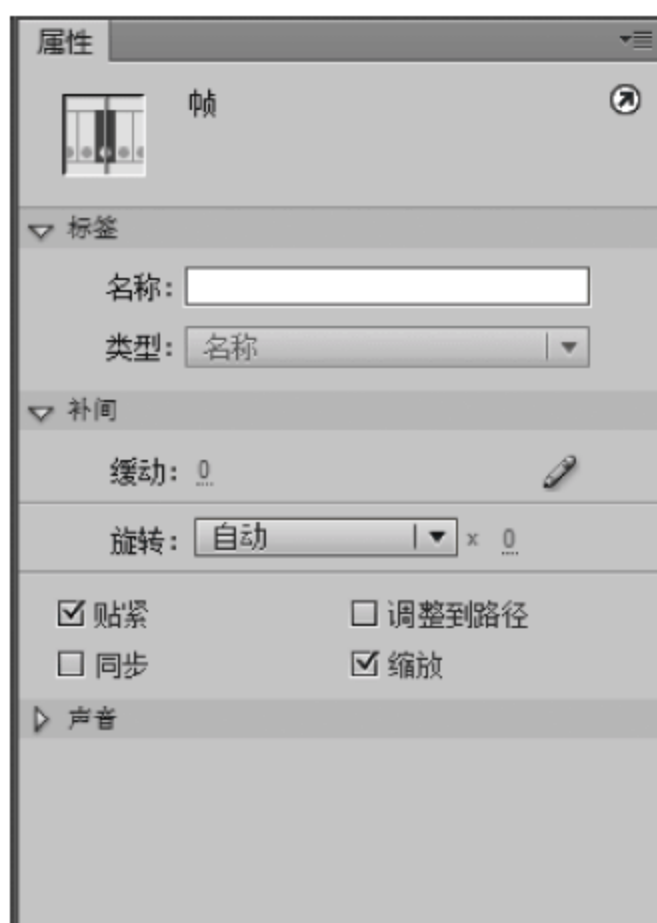 属性
帧
标签
名称：
类型： 名称
补间
缓动： 0
旋转： 自动 x 0
贴紧 调整到路径
同步 缩放
声音